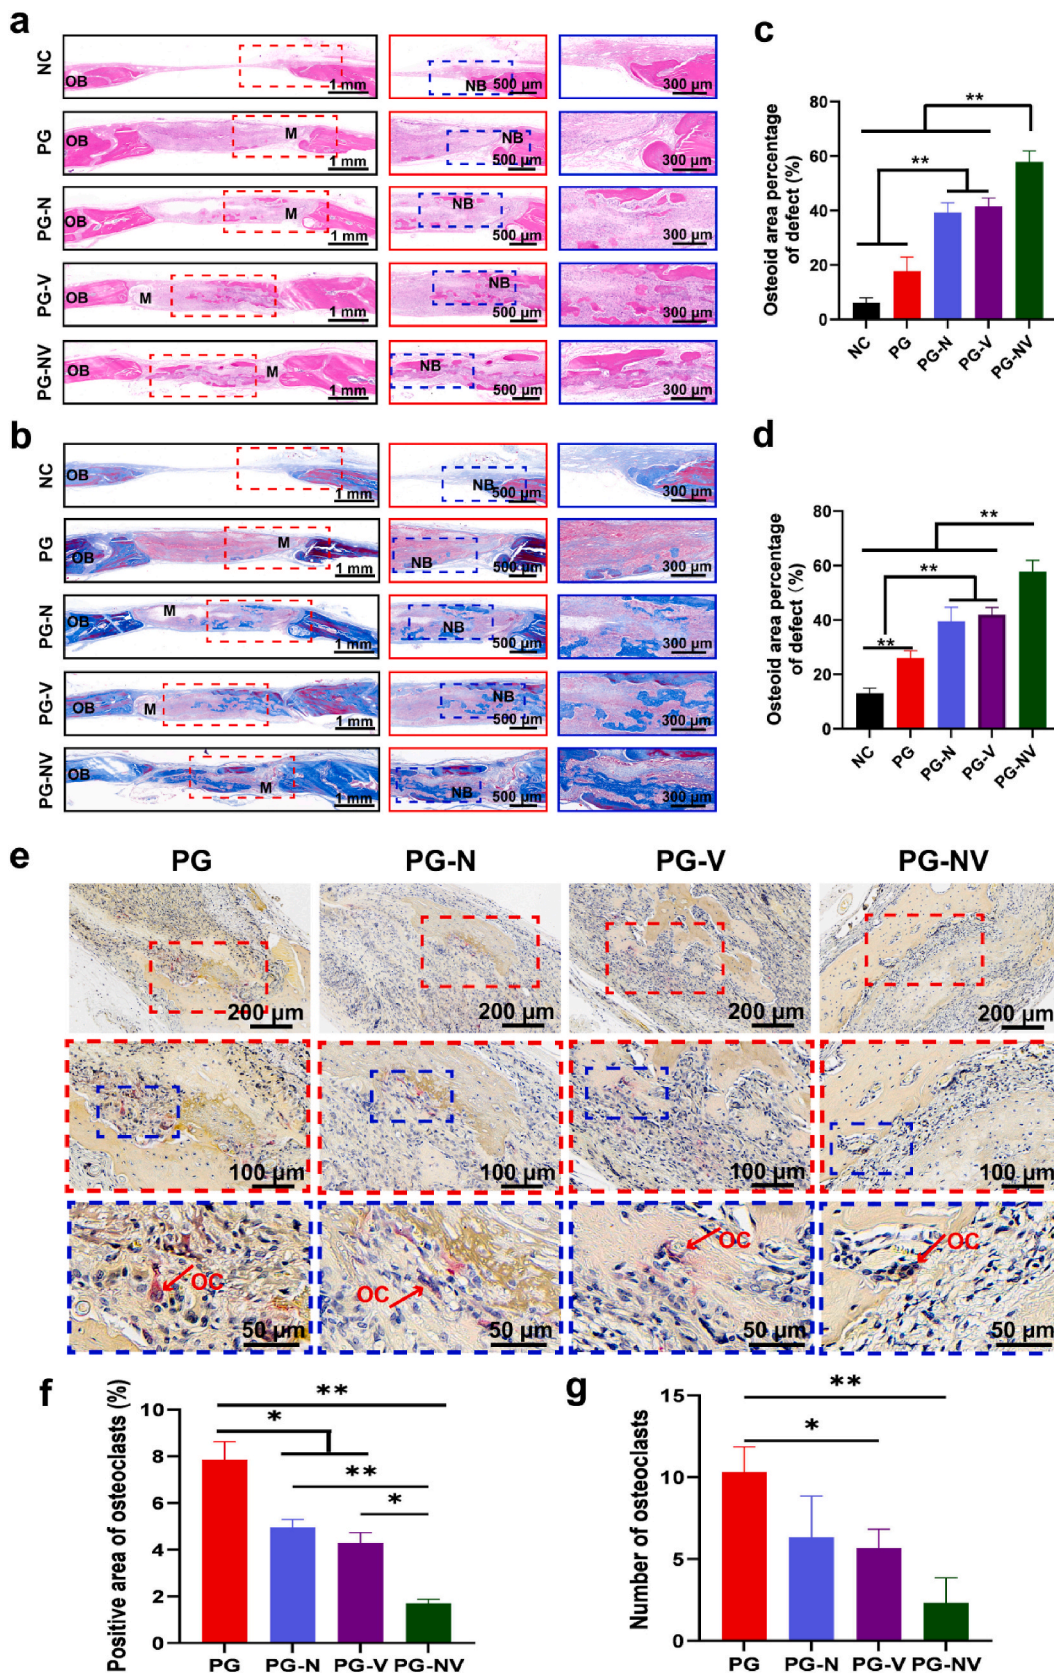 a
NC
OB
1 mm
NB
500 μm
300 μm
PG
OB
M
1 mm
NB
500 μm
300 μm
PG-N
OB
M
1 mm
NB
500 μm
300 μm
PG-V
OB
M
1 mm
NB
500 μm
300 μm
PG-NV
OB
M
1 mm
NB
500 μm
300 μm
c
Osteoid area percentage
of defect (%)
80
60
40
20
0
**
**
NC
PG
PG-N
PG-V
PG-NV
b
NC
OB
1 mm
NB
500 μm
300 μm
PG
OB
M
1 mm
NB
500 μm
300 μm
PG-N
OB
M
1 mm
NB
500 μm
300 μm
PG-V
OB
M
1 mm
NB
500 μm
300 μm
PG-NV
OB
M
1 mm
NB
500 μm
300 μm
d
Osteoid area percentage
of defect (%)
80
60
40
20
0
**
**
**
NC
PG
PG-N
PG-V
PG-NV
e
PG
PG-N
PG-V
PG-NV
200 μm
200 μm
200 μm
200 μm
100 μm
100 μm
100 μm
100 μm
OC
50 μm
OC
50 μm
OC
50 μm
OC
50 μm
f
Positive area of osteoclasts (%)
10
8
6
4
2
0
**
*
**
*
PG PG-N PG-V PG-NV
g
Number of osteoclasts
15
10
5
0
**
*
PG PG-N PG-V PG-NV